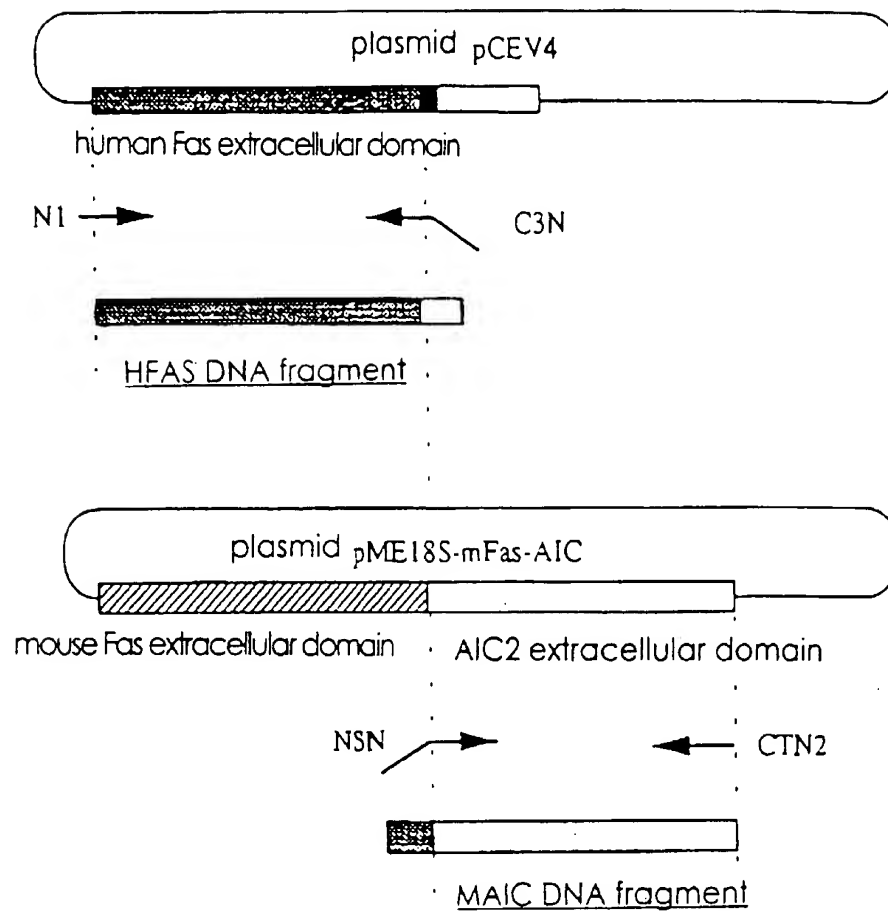 plasmid pCEV4
human Fas extracellular domain
N1
C3N
HFAS DNA fragment
plasmid pME18S-mFas-AIC
mouse Fas extracellular domain
AIC2 extracellular domain
NSN
CTN2
MAIC DNA fragment